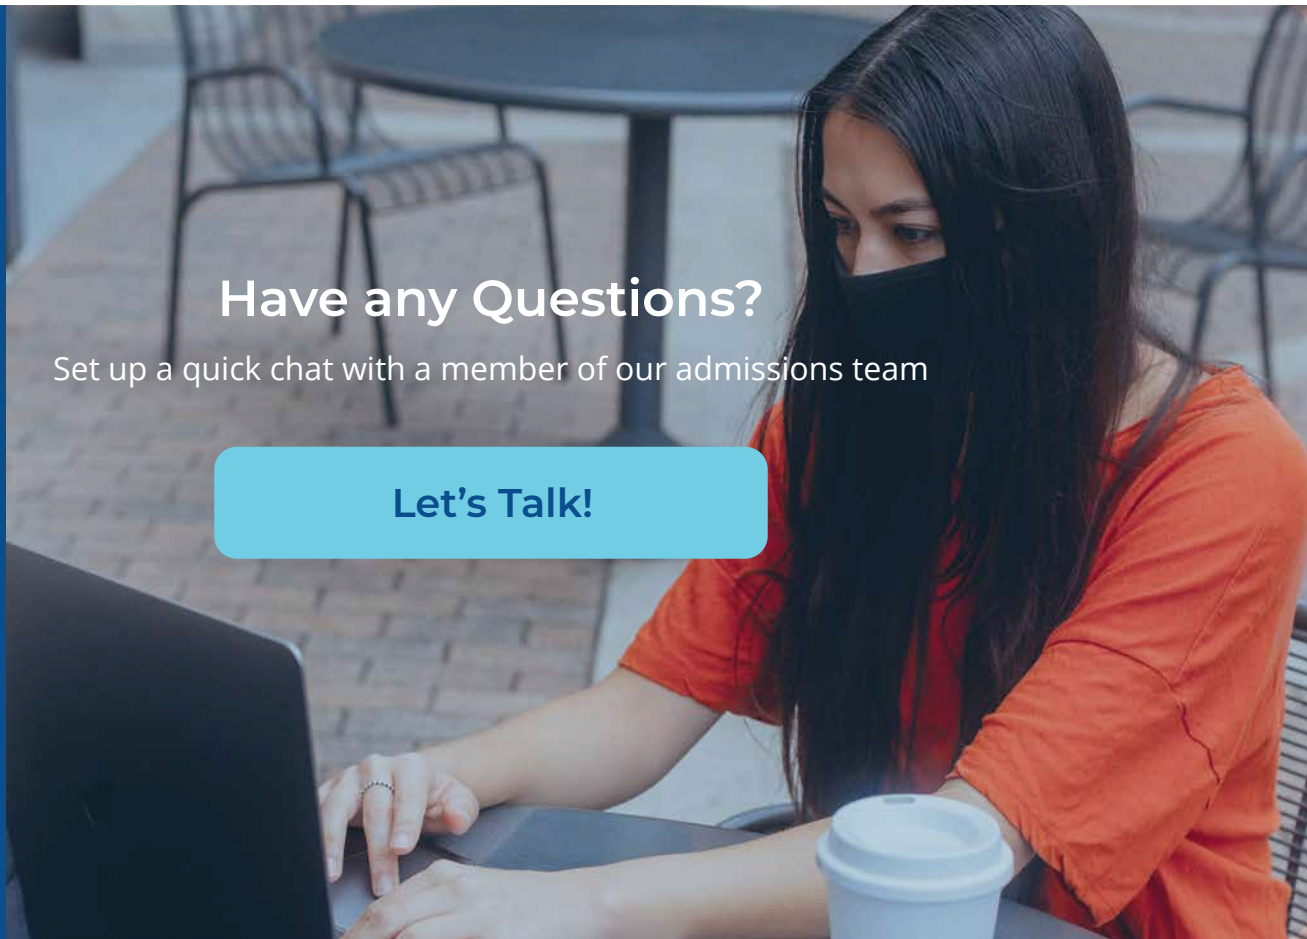 Have any Questions?
Set up a quick chat with a member of our admissions team
Let’s Talk!